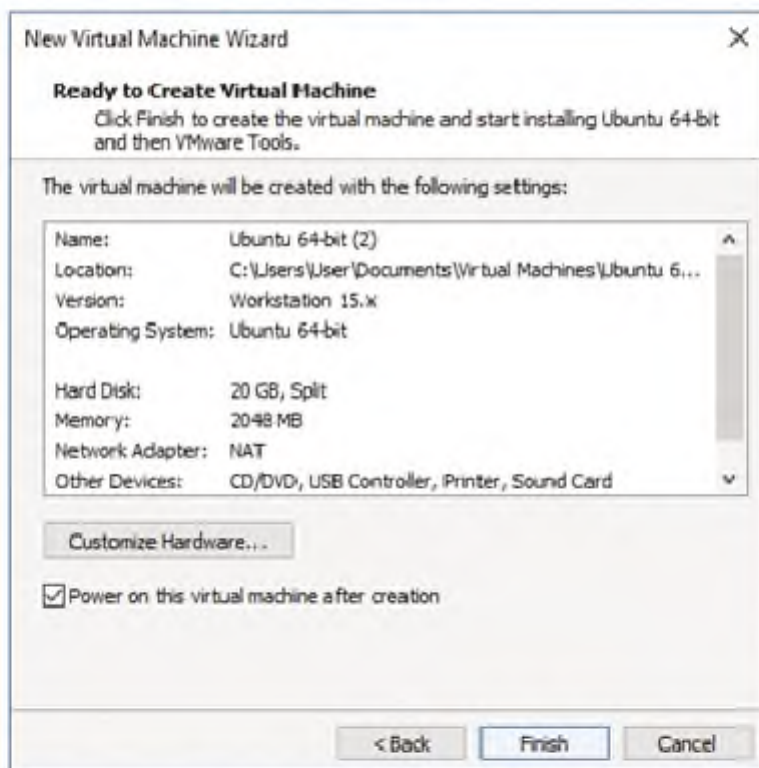 New Virtual Machine Wizard
Ready to Create Virtual Machine
Click Finish to create the virtual machine and start installing Ubuntu 64-bit
and then VMware Tools.
The virtual machine will be created with the following settings:
Name: Ubuntu 64-bit (2)
Location: C:\Users\User\Documents\Virtual Machines\Ubuntu 6...
Version: Workstation 15.x
Operating System: Ubuntu 64-bit
Hard Disk: 20 GB, Split
Memory: 2048 MB
Network Adapter: NAT
Other Devices: CD/DVD, USB Controller, Printer, Sound Card
Customize Hardware...
Power on this virtual machine after creation
< Back Finish Cancel